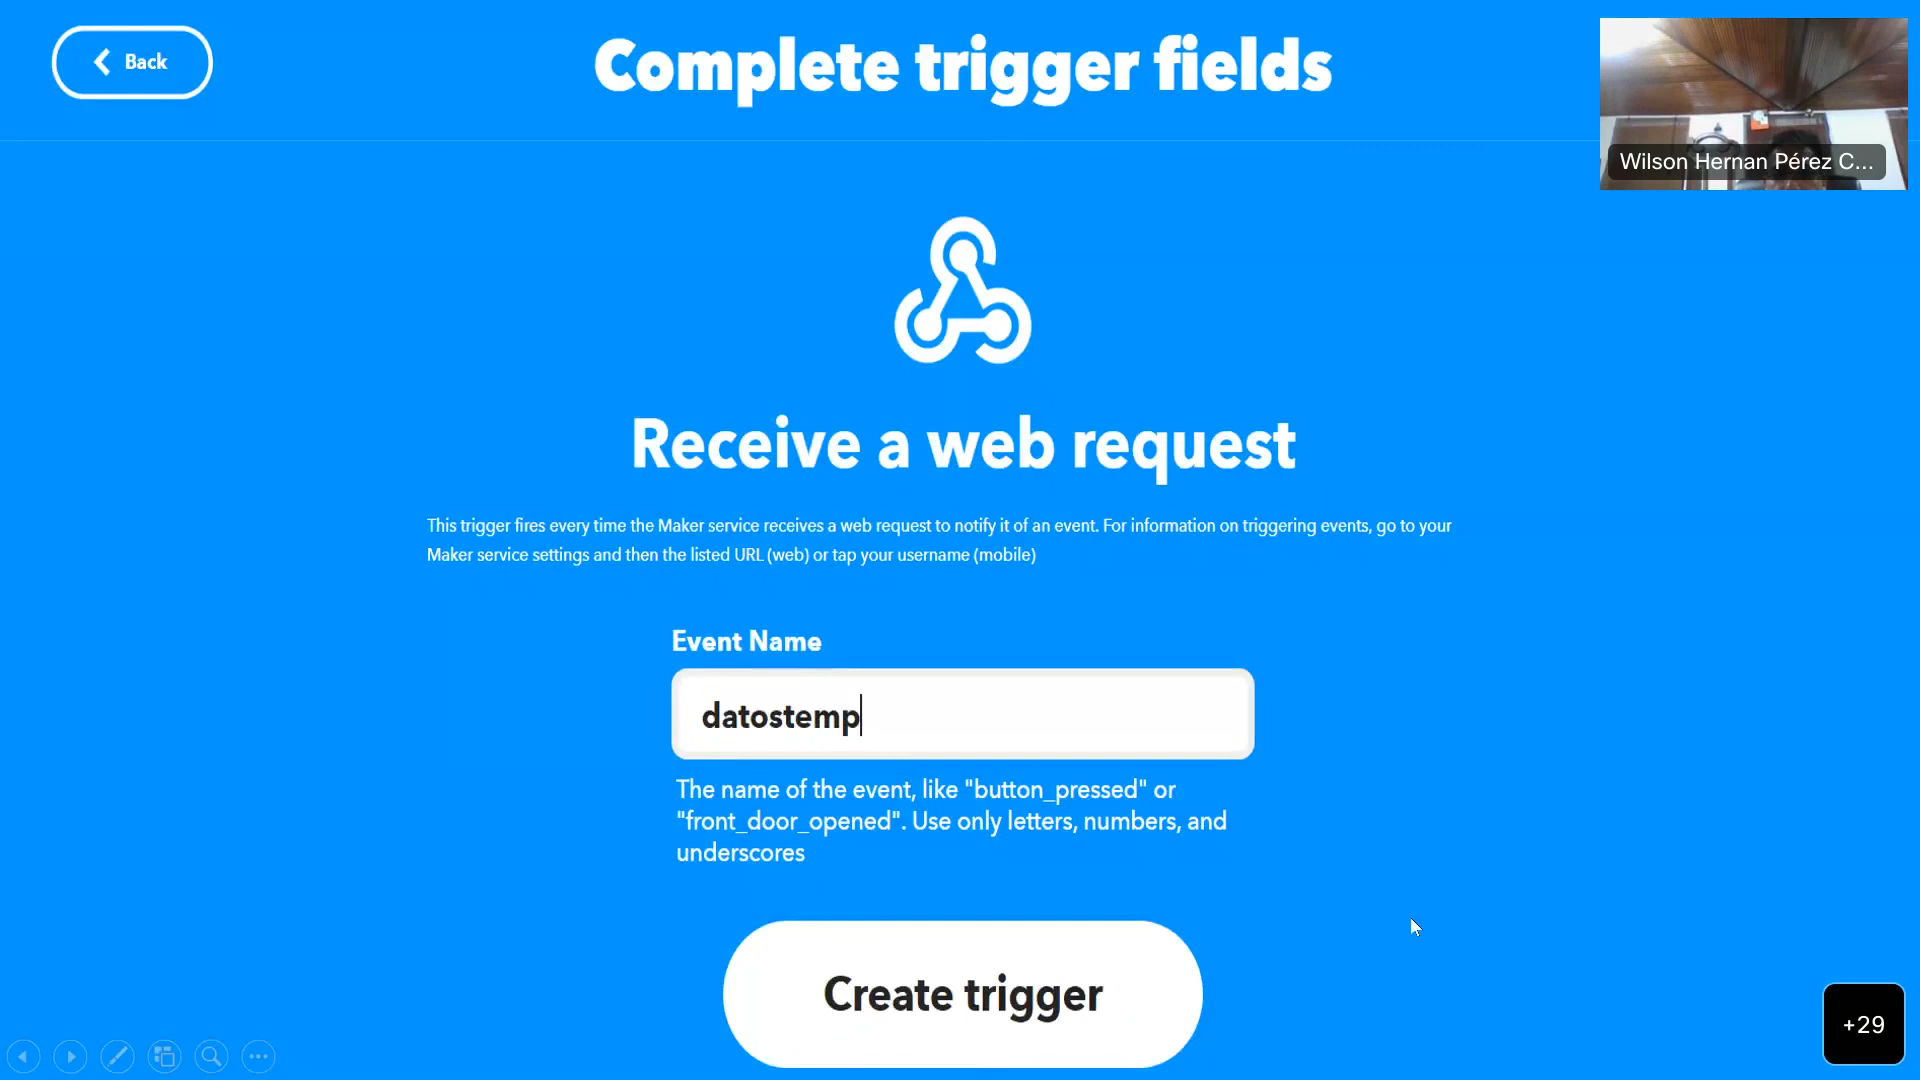 Back
Complete trigger fields
Wilson Hernan Pérez C...
Receive a web request
This trigger fires every time the Maker service receives a web request to notify it of an event. For information on triggering events, go to your
Maker service settings and then the listed URL (web) or tap your username (mobile)
Event Name
datostemp
The name of the event, like "button_pressed" or
"front_door_opened". Use only letters, numbers, and
underscores
Create trigger
+29